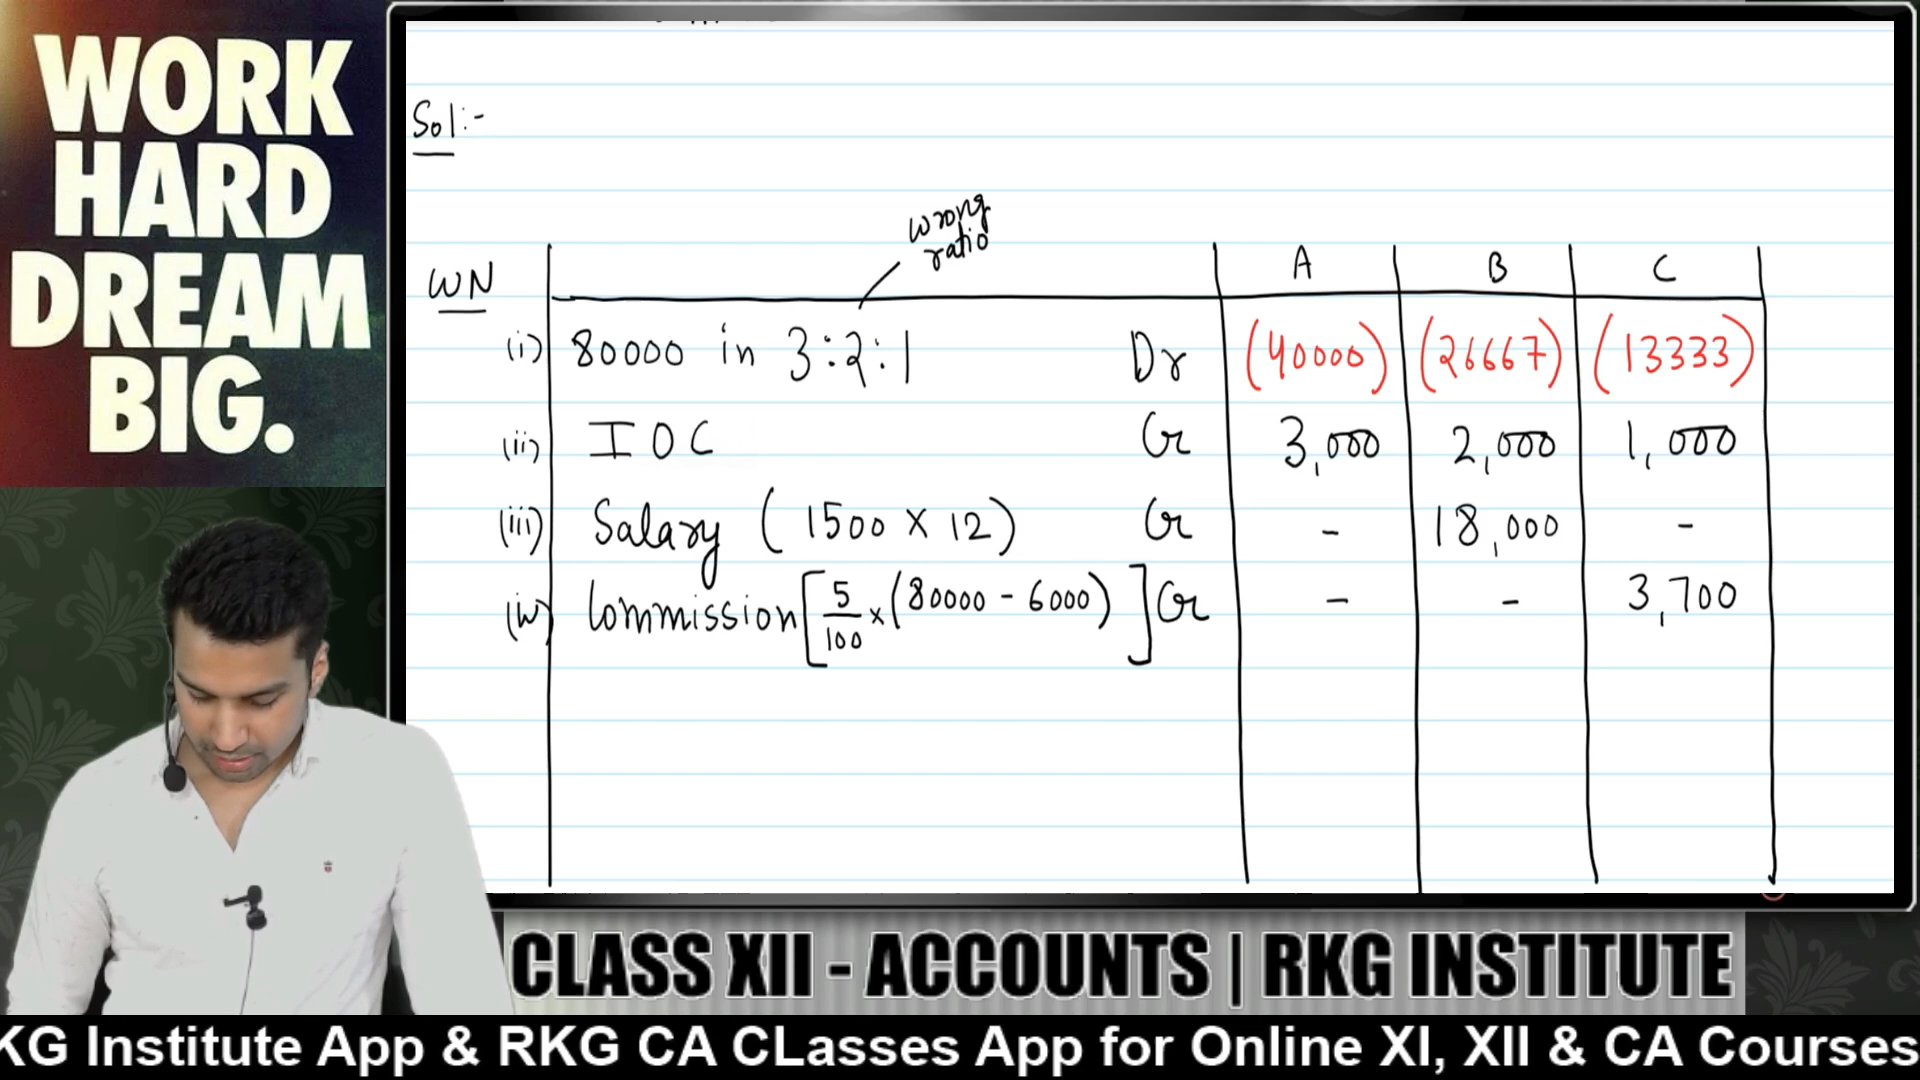 WORK
HARD
DREAM
BIG.
Sol:-
wrong
ratio
WN
A B C
(i) 80000 in 3:2:1 Dr (40000) (26667) (13333)
(ii) IOC Cr 3,000 2,000 1,000
(iii) Salary (1500 × 12) Cr - 18,000 -
(iv) Commission [5/100 × (80000 - 6000)] Cr - - 3,700
CLASS XII - ACCOUNTS | RKG INSTITUTE
KG Institute App & RKG CA CLasses App for Online XI, XII & CA Courses